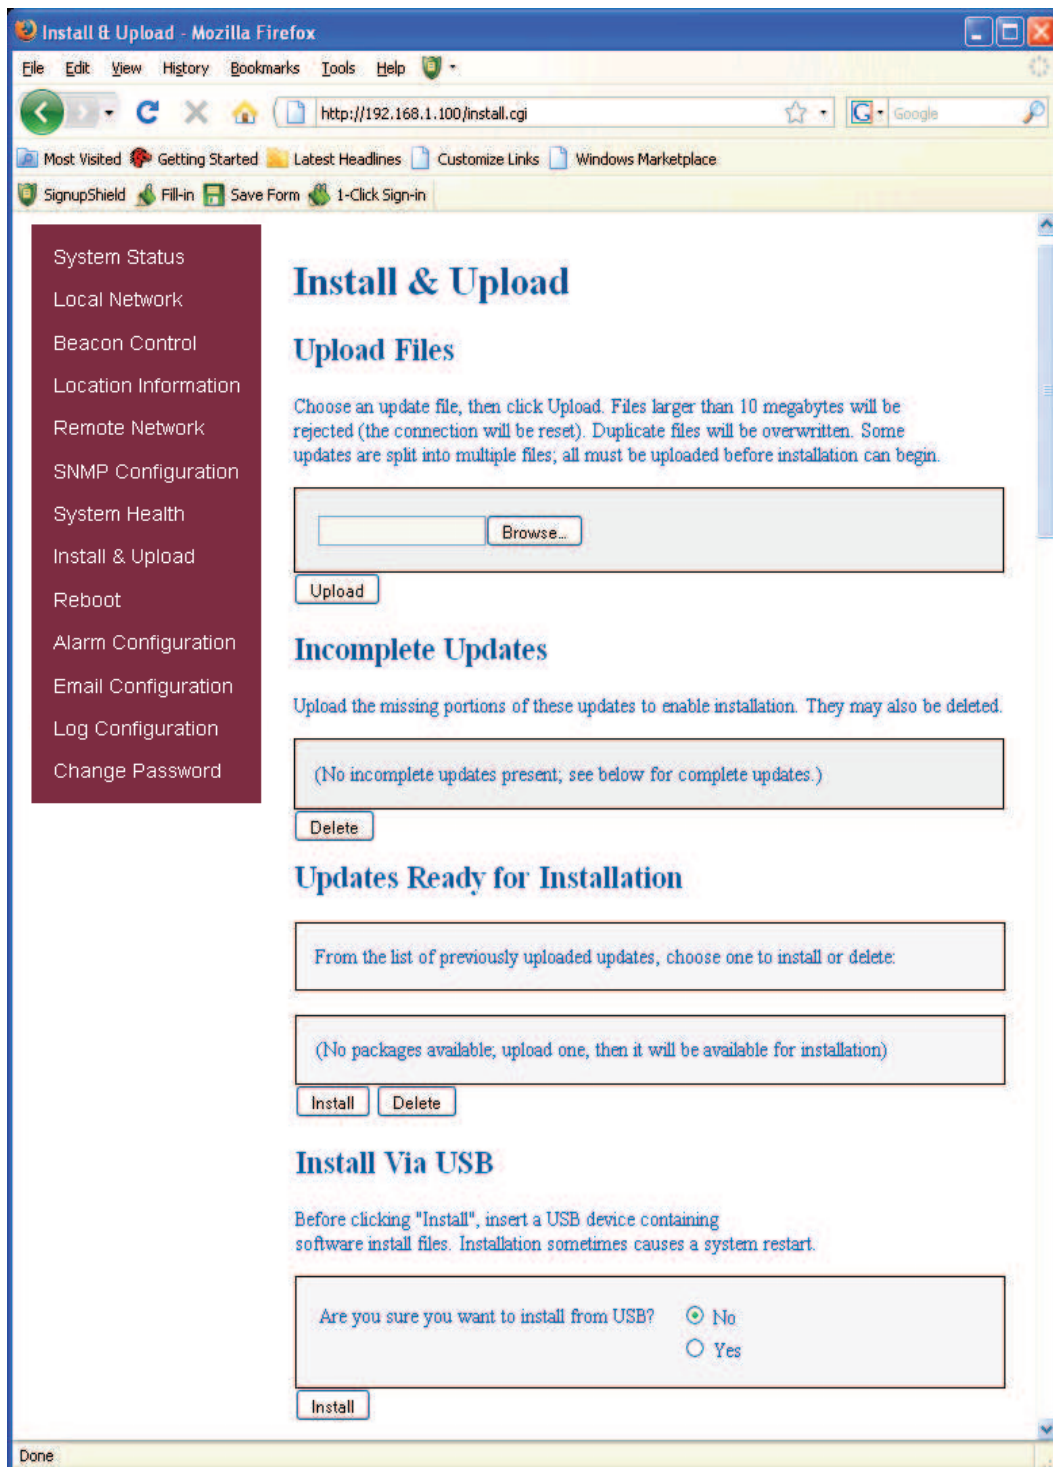 Install & Upload - Mozilla Firefox
File Edit View History Bookmarks Tools Help
http://192.168.1.100/install.cgi
G Google
Most Visited Getting Started Latest Headlines Customize Links Windows Marketplace
SignupShield Fill-in Save Form 1-Click Sign-in
System Status
Local Network
Beacon Control
Location Information
Remote Network
SNMP Configuration
System Health
Install & Upload
Reboot
Alarm Configuration
Email Configuration
Log Configuration
Change Password
Install & Upload
Upload Files
Choose an update file, then click Upload. Files larger than 10 megabytes will be
rejected (the connection will be reset). Duplicate files will be overwritten. Some
updates are split into multiple files; all must be uploaded before installation can begin.
Browse...
Upload
Incomplete Updates
Upload the missing portions of these updates to enable installation. They may also be deleted.
(No incomplete updates present; see below for complete updates.)
Delete
Updates Ready for Installation
From the list of previously uploaded updates, choose one to install or delete:
(No packages available; upload one, then it will be available for installation)
Install Delete
Install Via USB
Before clicking "Install", insert a USB device containing
software install files. Installation sometimes causes a system restart.
Are you sure you want to install from USB? No
Yes
Install
Done